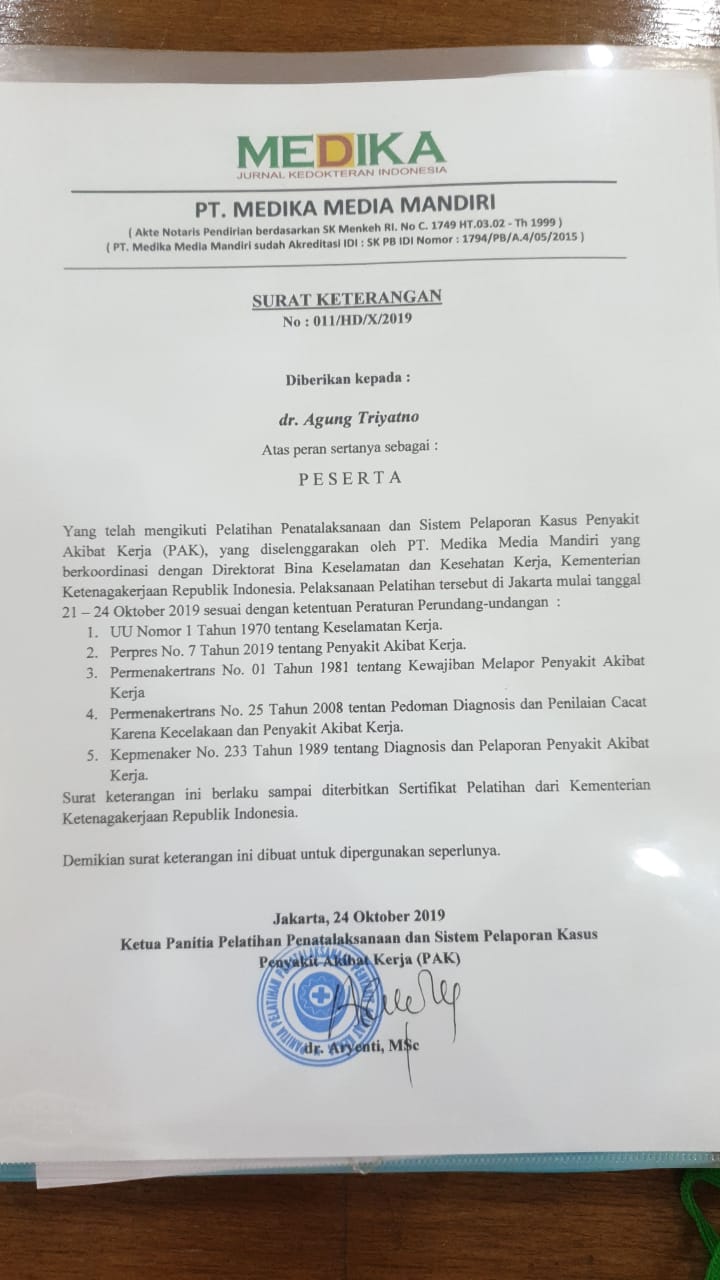 MEDIKA
JURNAL KEDOKTERAN INDONESIA
PT. MEDIKA MEDIA MANDIRI
( Akte Notaris Pendirian berdasarkan SK Menkeh RI. No C. 1749 HT.03.02 - Th 1999 )
( PT. Medika Media Mandiri sudah Akreditasi IDI : SK PB IDI Nomor : 1794/PB/A.4/05/2015 )
SURAT KETERANGAN
No : 011/HD/X/2019
Diberikan kepada :
dr. Agung Triyatno
Atas peran sertanya sebagai :
P E S E R T A
Yang telah mengikuti Pelatihan Penatalaksanaan dan Sistem Pelaporan Kasus Penyakit
Akibat Kerja (PAK), yang diselenggarakan oleh PT. Medika Media Mandiri yang
berkoordinasi dengan Direktorat Bina Keselamatan dan Kesehatan Kerja, Kementerian
Ketenagakerjaan Republik Indonesia. Pelaksanaan Pelatihan tersebut di Jakarta mulai tanggal
21 – 24 Oktober 2019 sesuai dengan ketentuan Peraturan Perundang-undangan :
1. UU Nomor 1 Tahun 1970 tentang Keselamatan Kerja.
2. Perpres No. 7 Tahun 2019 tentang Penyakit Akibat Kerja.
3. Permenakertrans No. 01 Tahun 1981 tentang Kewajiban Melapor Penyakit Akibat
Kerja
4. Permenakertrans No. 25 Tahun 2008 tentan Pedoman Diagnosis dan Penilaian Cacat
Karena Kecelakaan dan Penyakit Akibat Kerja.
5. Kepmenaker No. 233 Tahun 1989 tentang Diagnosis dan Pelaporan Penyakit Akibat
Kerja.
Surat keterangan ini berlaku sampai diterbitkan Sertifikat Pelatihan dari Kementerian
Ketenagakerjaan Republik Indonesia.
Demikian surat keterangan ini dibuat untuk dipergunakan seperlunya.
Jakarta, 24 Oktober 2019
Ketua Panitia Pelatihan Penatalaksanaan dan Sistem Pelaporan Kasus
Penyakit Akibat Kerja (PAK)
dr. Aryenti, MSc